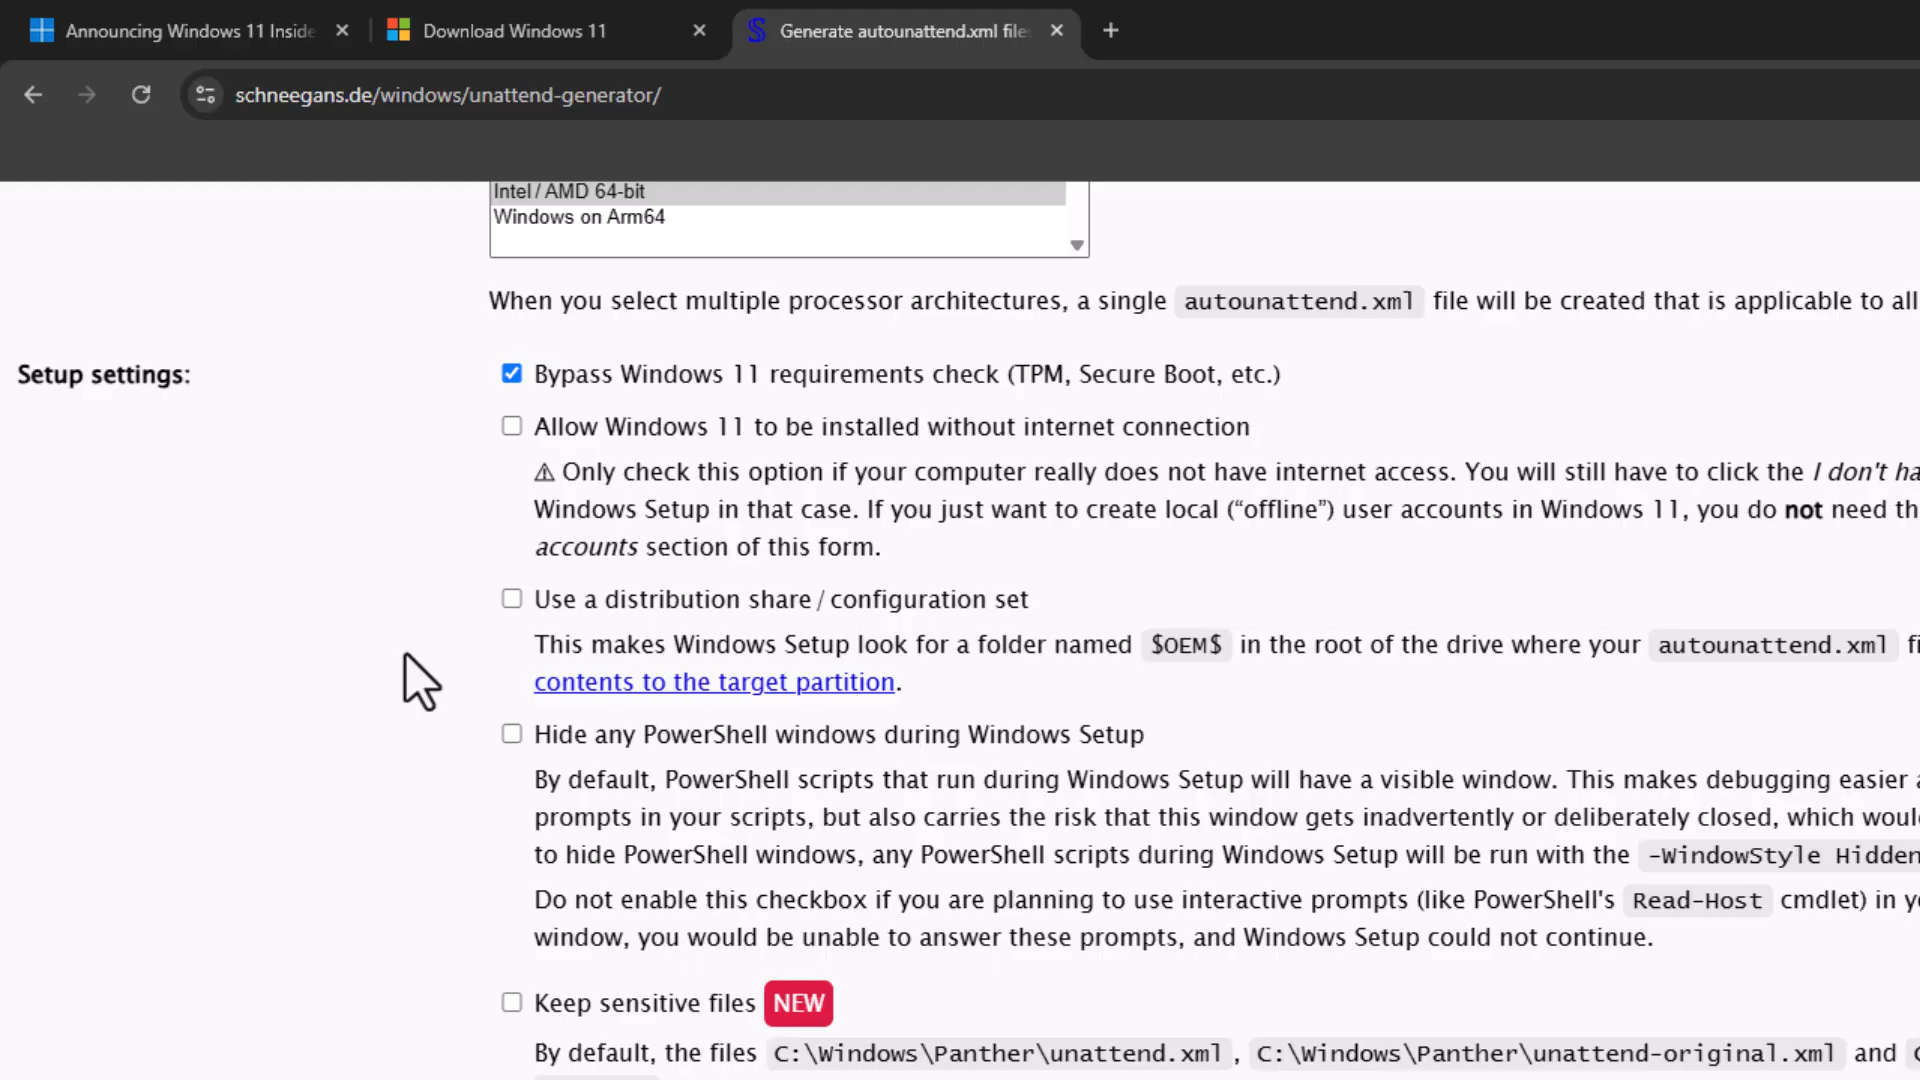 Announcing Windows 11 Inside
Download Windows 11
Generate autounattend.xml file
schneegans.de/windows/unattend-generator/
Intel / AMD 64-bit
Windows on Arm64
When you select multiple processor architectures, a single autounattend.xml file will be created that is applicable to all
Setup settings:
Bypass Windows 11 requirements check (TPM, Secure Boot, etc.)
Allow Windows 11 to be installed without internet connection
⚠ Only check this option if your computer really does not have internet access. You will still have to click the I don't ha
Windows Setup in that case. If you just want to create local (“offline”) user accounts in Windows 11, you do not need th
accounts section of this form.
Use a distribution share / configuration set
This makes Windows Setup look for a folder named $OEM$ in the root of the drive where your autounattend.xml fi
contents to the target partition.
Hide any PowerShell windows during Windows Setup
By default, PowerShell scripts that run during Windows Setup will have a visible window. This makes debugging easier a
prompts in your scripts, but also carries the risk that this window gets inadvertently or deliberately closed, which woul
to hide PowerShell windows, any PowerShell scripts during Windows Setup will be run with the -WindowStyle Hidden
Do not enable this checkbox if you are planning to use interactive prompts (like PowerShell's Read-Host cmdlet) in yo
window, you would be unable to answer these prompts, and Windows Setup could not continue.
Keep sensitive files NEW
By default, the files C:\Windows\Panther\unattend.xml, C:\Windows\Panther\unattend-original.xml and C